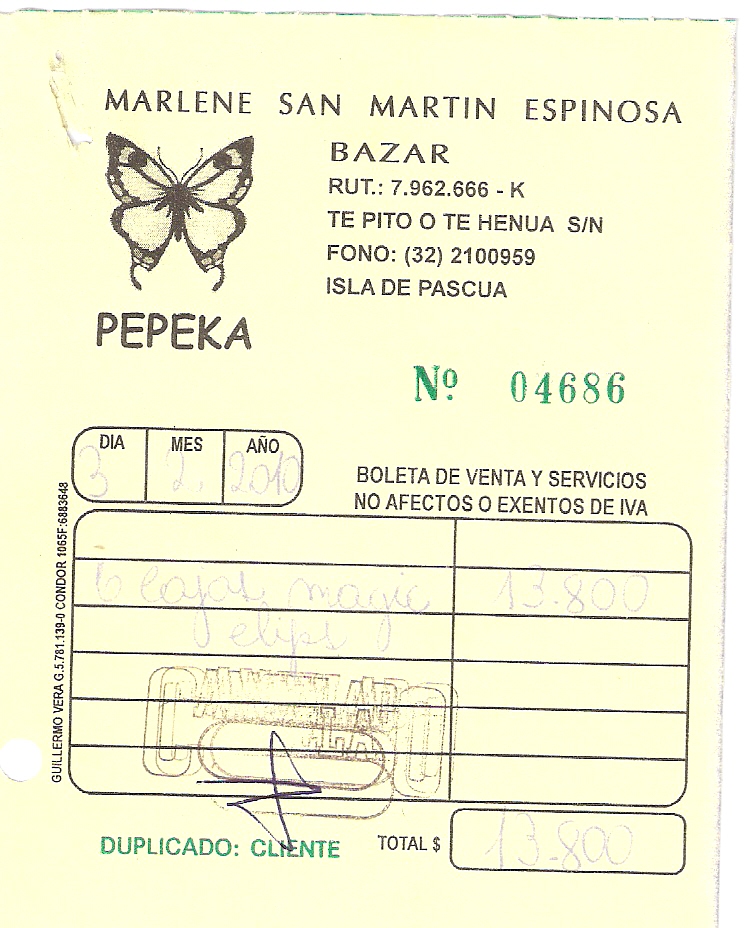 MARLENE SAN MARTIN ESPINOSA
BAZAR
RUT.: 7.962.666 - K
TE PITO O TE HENUA S/N
FONO: (32) 2100959
ISLA DE PASCUA
PEPEKA
Nº 04686
DIA MES AÑO
3 2. 2010
BOLETA DE VENTA Y SERVICIOS
NO AFECTOS O EXENTOS DE IVA
GUILLERMO VERA G.5.781.139-0 CONDOR 1065F:6883648
6 cajas magic 13.800
clips
DUPLICADO: CLIENTE
TOTAL $ 13.800